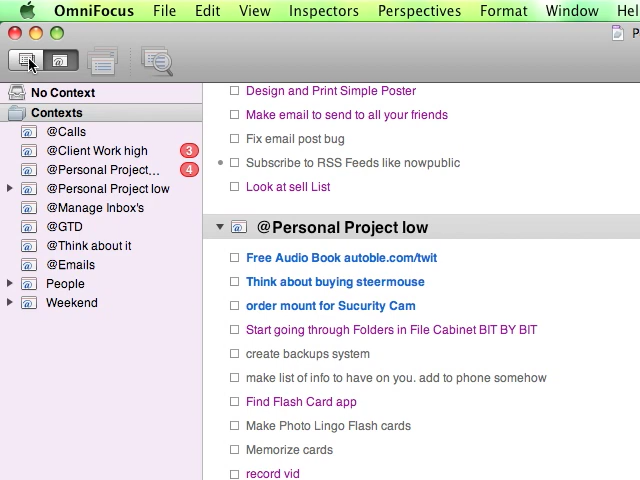 OmniFocus File Edit View Inspectors Perspectives Format Window Hel
P
No Context
Contexts
@Calls
@Client Work high 3
@Personal Project... 4
@Personal Project low
@Manage Inbox's
@GTD
@Think about it
@Emails
People
Weekend
Design and Print Simple Poster
Make email to send to all your friends
Fix email post bug
Subscribe to RSS Feeds like nowpublic
Look at sell List
@Personal Project low
Free Audio Book autoble.com/twit
Think about buying steermouse
order mount for Sucurity Cam
Start going through Folders in File Cabinet BIT BY BIT
create backups system
make list of info to have on you. add to phone somehow
Find Flash Card app
Make Photo Lingo Flash cards
Memorize cards
record vid